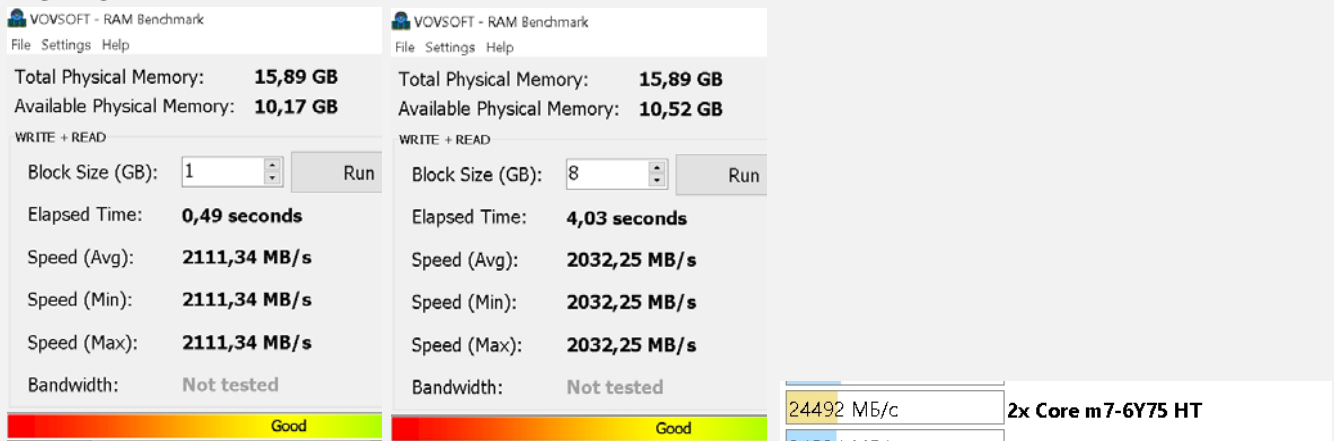 VOVSOFT - RAM Benchmark
File Settings Help
Total Physical Memory: 15,89 GB
Available Physical Memory: 10,17 GB
WRITE + READ
Block Size (GB): 1 Run
Elapsed Time: 0,49 seconds
Speed (Avg): 2111,34 MB/s
Speed (Min): 2111,34 MB/s
Speed (Max): 2111,34 MB/s
Bandwidth: Not tested
Good
VOVSOFT - RAM Benchmark
File Settings Help
Total Physical Memory: 15,89 GB
Available Physical Memory: 10,52 GB
WRITE + READ
Block Size (GB): 8 Run
Elapsed Time: 4,03 seconds
Speed (Avg): 2032,25 MB/s
Speed (Min): 2032,25 MB/s
Speed (Max): 2032,25 MB/s
Bandwidth: Not tested
Good
24492 МБ/с 2x Core m7-6Y75 HT